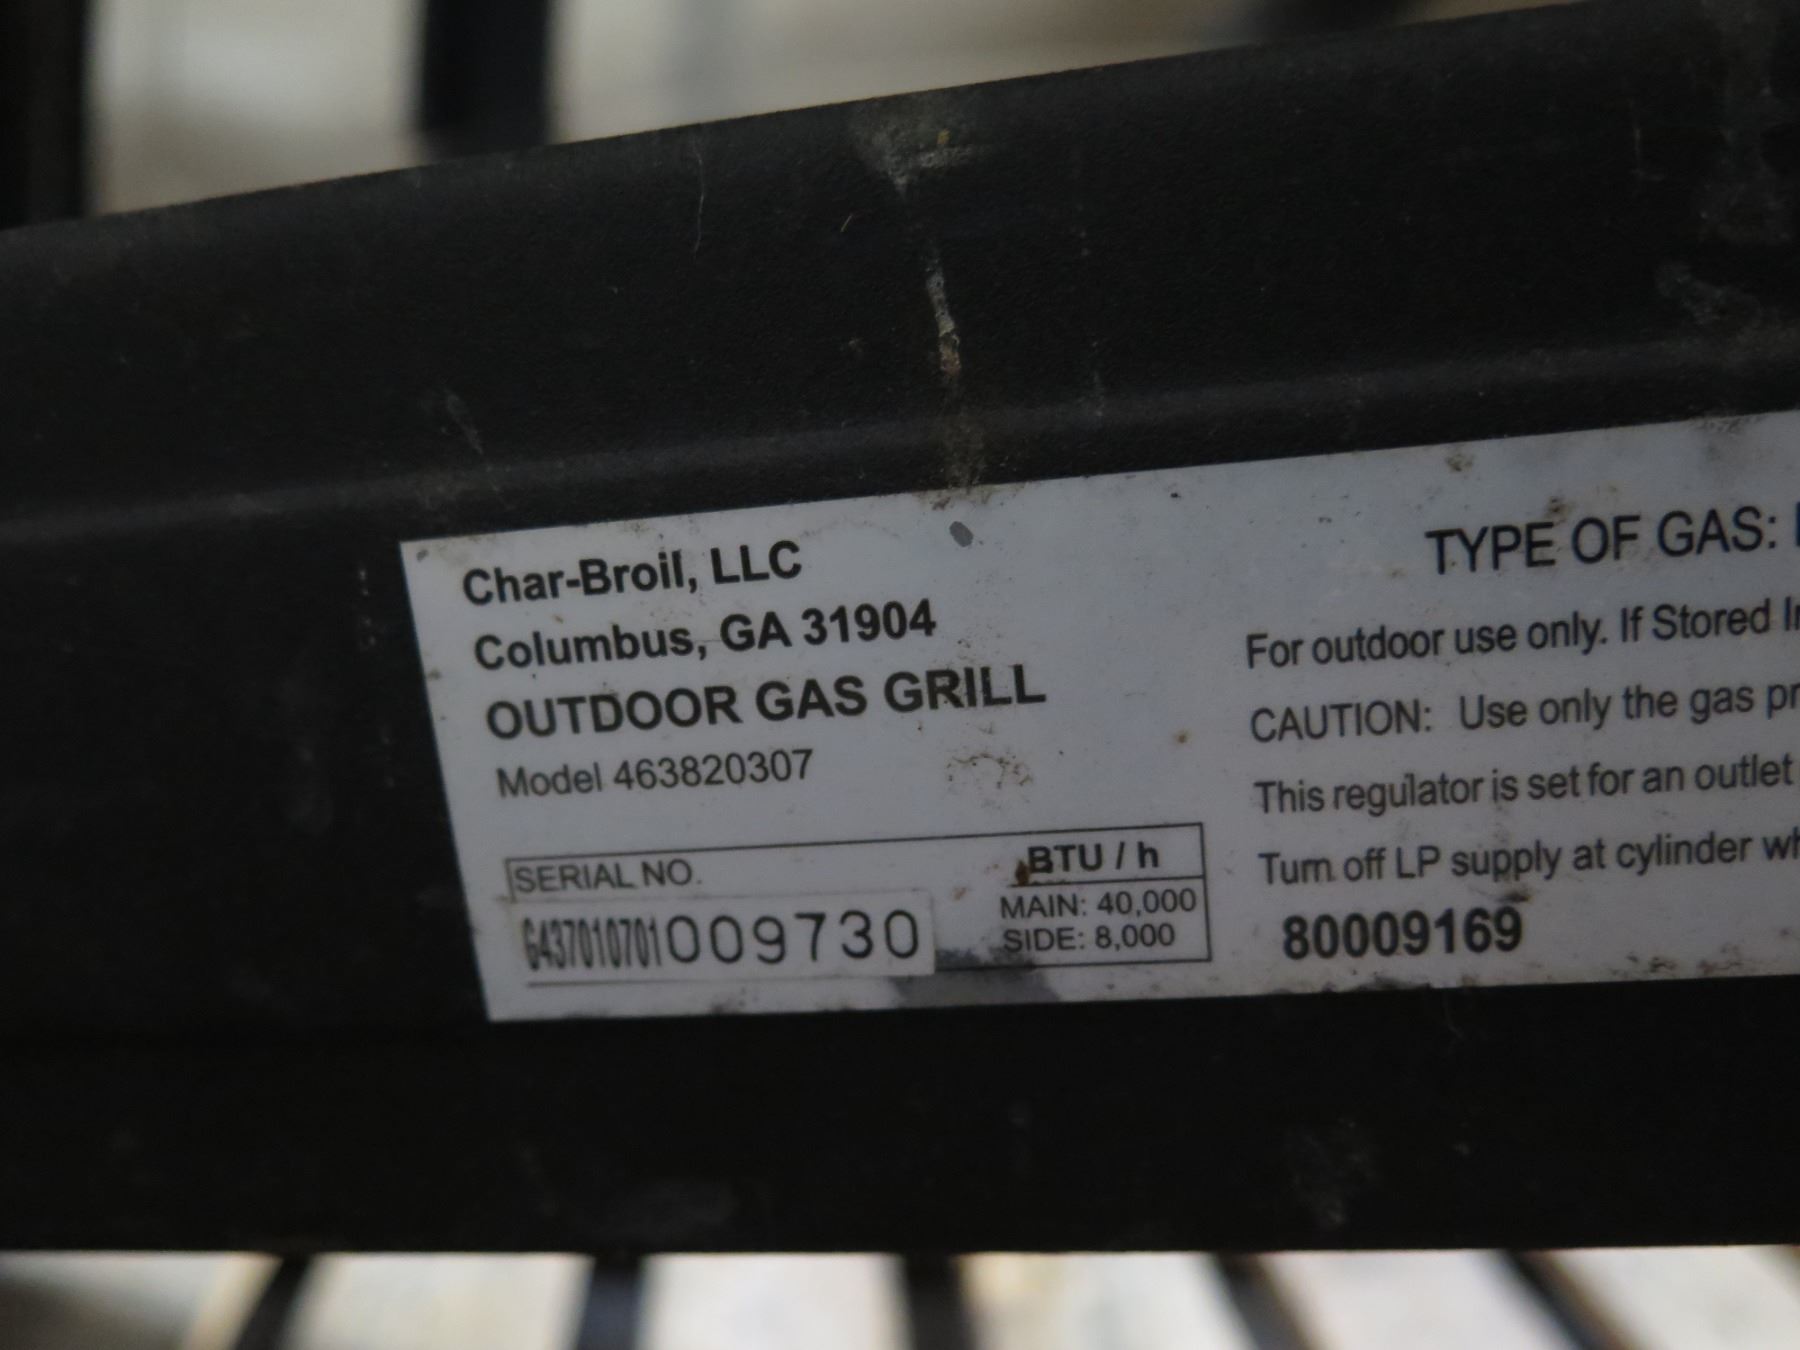 Char-Broil, LLC
Columbus, GA 31904
OUTDOOR GAS GRILL
Model 463820307
SERIAL NO.
6437010701009730
BTU / h
MAIN: 40,000
SIDE: 8,000
TYPE OF GAS:
For outdoor use only. If Stored
CAUTION: Use only the gas
This regulator is set for an outlet
Turn off LP supply at cylinder
80009169